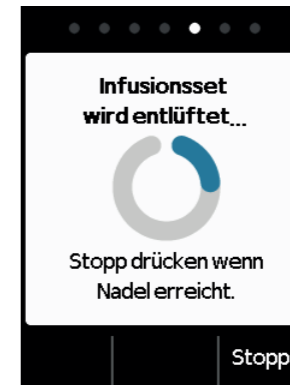 Infusionsset
wird entlüftet...
Stopp drücken wenn
Nadel erreicht.
Stopp